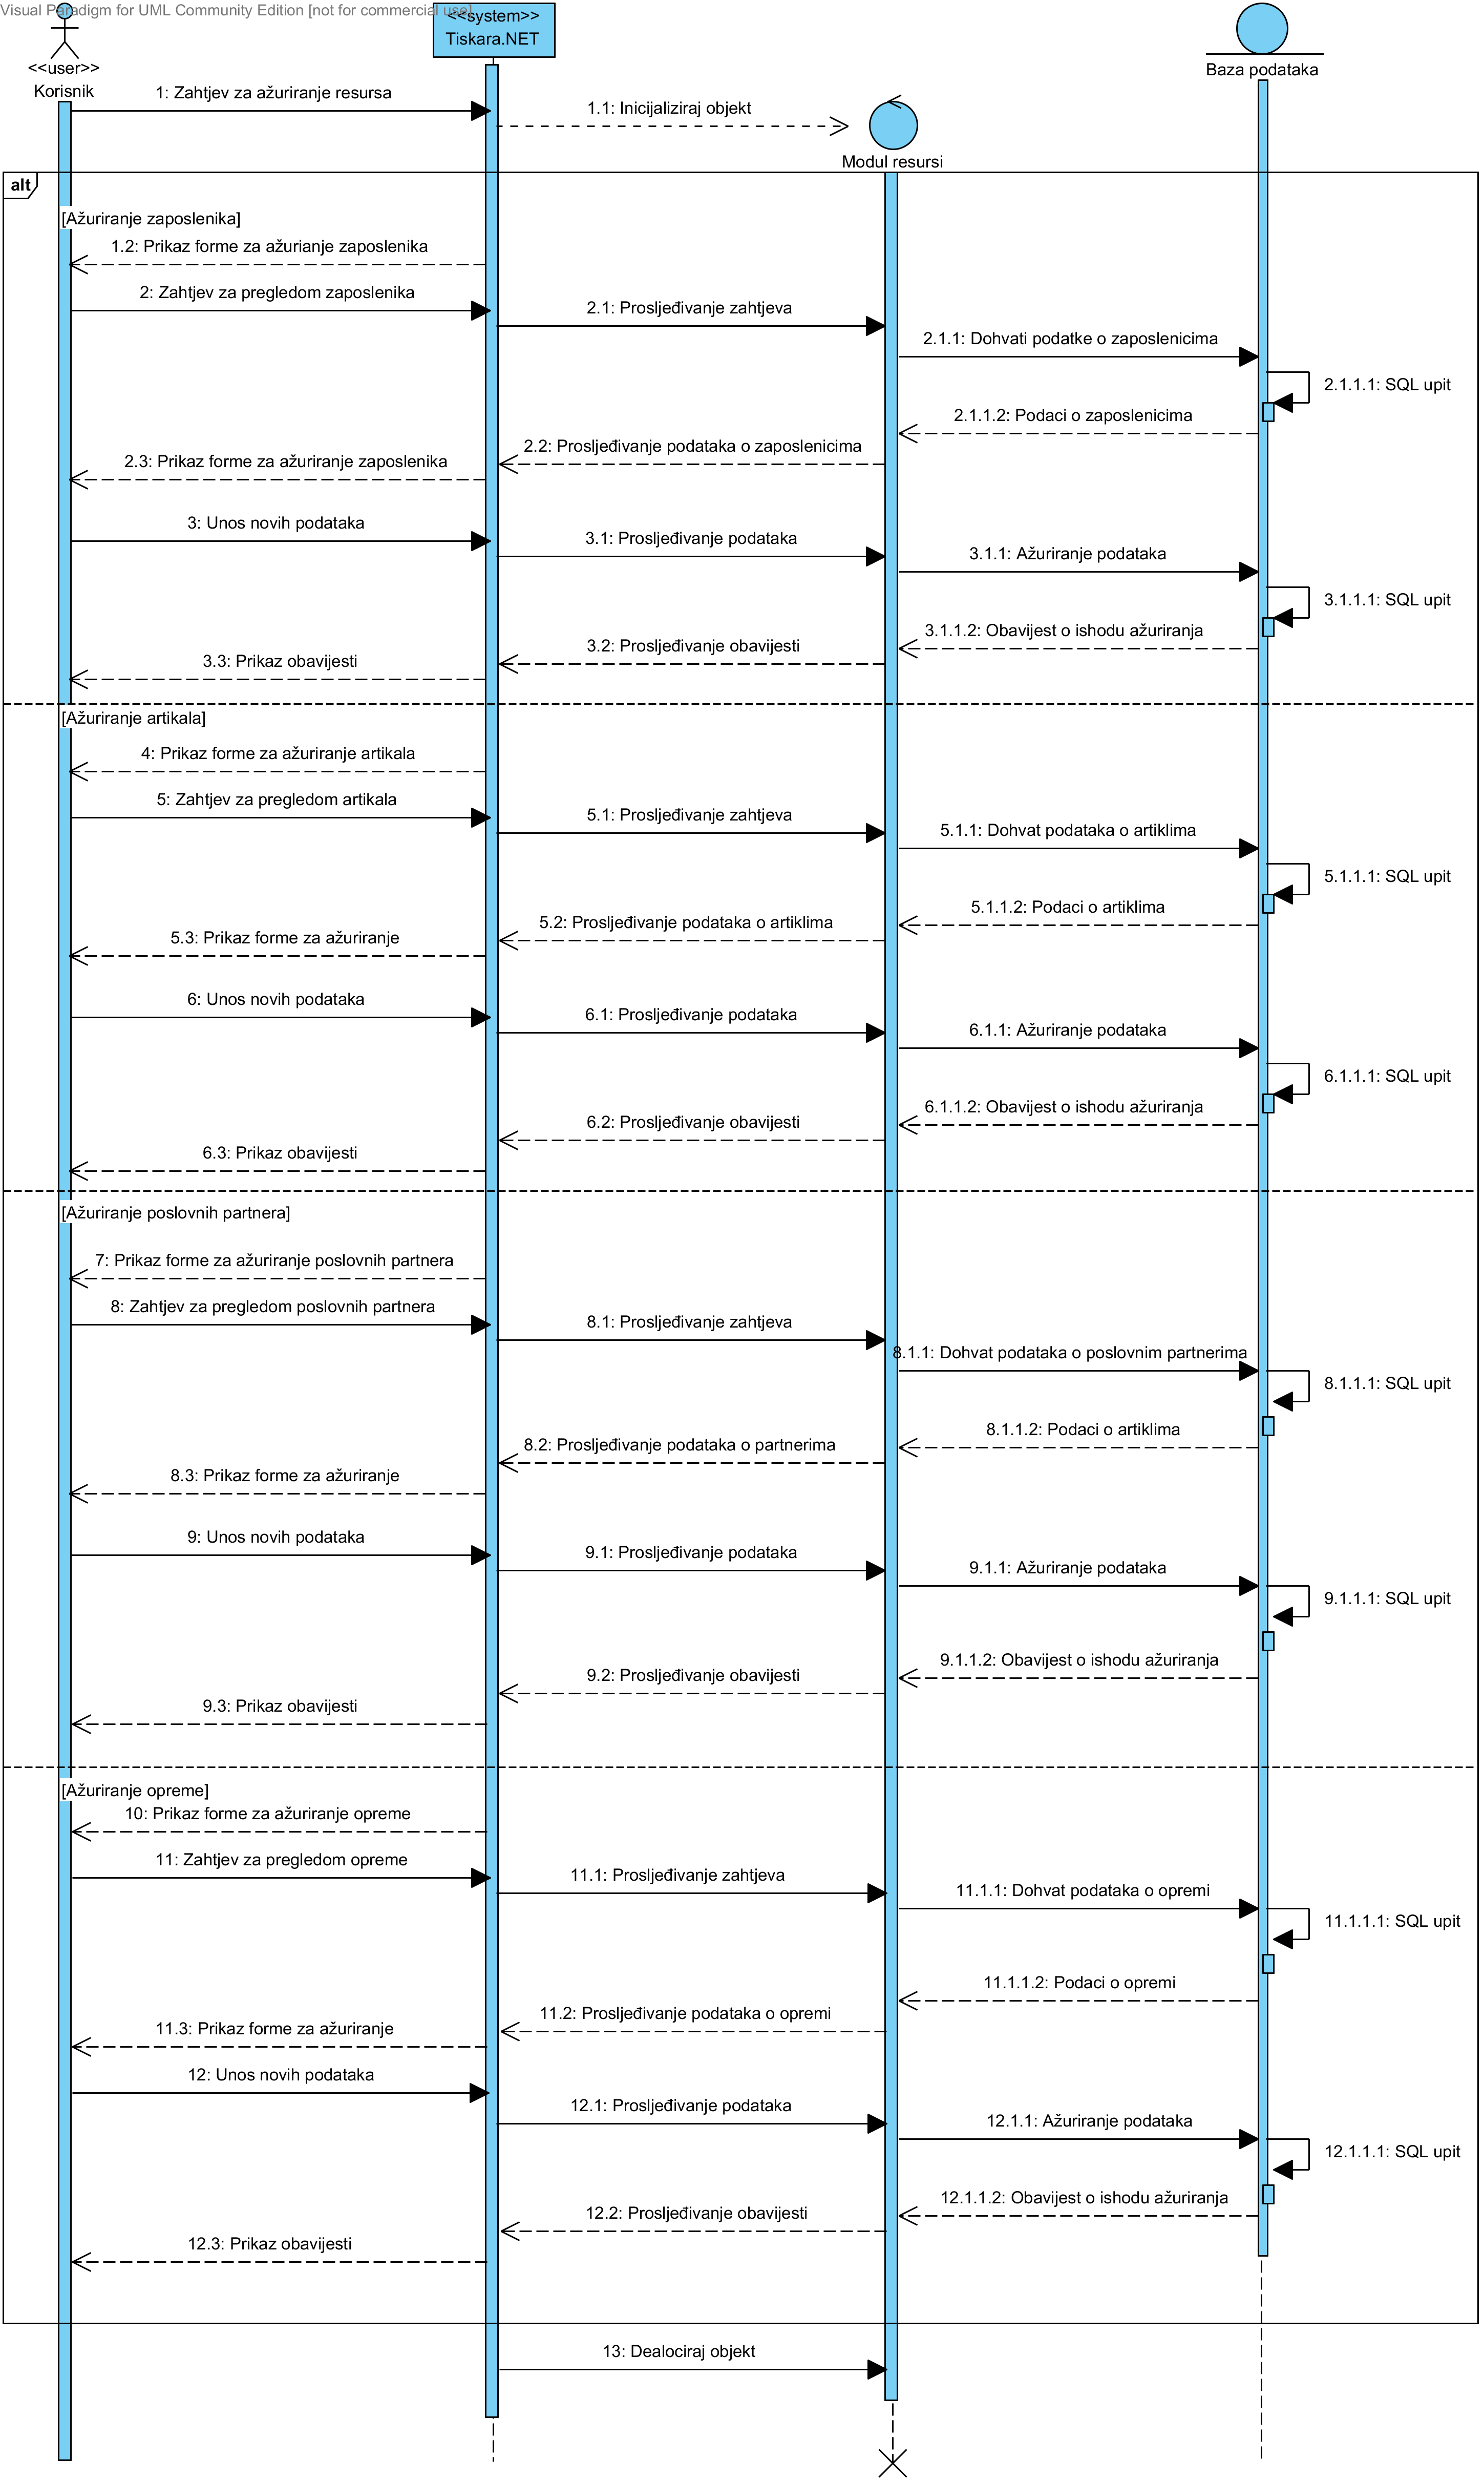 Visual Paradigm for UML Community Edition [not for commercial use]
<<system>>
Tiskara.NET
<<user>>
Korisnik
Baza podataka
1: Zahtjev za ažuriranje resursa
1.1: Inicijaliziraj objekt
Modul resursi
alt
[Ažuriranje zaposlenika]
1.2: Prikaz forme za ažurianje zaposlenika
2: Zahtjev za pregledom zaposlenika
2.1: Prosljeđivanje zahtjeva
2.1.1: Dohvati podatke o zaposlenicima
2.1.1.1: SQL upit
2.1.1.2: Podaci o zaposlenicima
2.2: Prosljeđivanje podataka o zaposlenicima
2.3: Prikaz forme za ažuriranje zaposlenika
3: Unos novih podataka
3.1: Prosljeđivanje podataka
3.1.1: Ažuriranje podataka
3.1.1.1: SQL upit
3.1.1.2: Obavijest o ishodu ažuriranja
3.2: Prosljeđivanje obavijesti
3.3: Prikaz obavijesti
[Ažuriranje artikala]
4: Prikaz forme za ažuriranje artikala
5: Zahtjev za pregledom artikala
5.1: Prosljeđivanje zahtjeva
5.1.1: Dohvat podataka o artiklima
5.1.1.1: SQL upit
5.1.1.2: Podaci o artiklima
5.2: Prosljeđivanje podataka o artiklima
5.3: Prikaz forme za ažuriranje
6: Unos novih podataka
6.1: Prosljeđivanje podataka
6.1.1: Ažuriranje podataka
6.1.1.1: SQL upit
6.1.1.2: Obavijest o ishodu ažuriranja
6.2: Prosljeđivanje obavijesti
6.3: Prikaz obavijesti
[Ažuriranje poslovnih partnera]
7: Prikaz forme za ažuriranje poslovnih partnera
8: Zahtjev za pregledom poslovnih partnera
8.1: Prosljeđivanje zahtjeva
8.1.1: Dohvat podataka o poslovnim partnerima
8.1.1.1: SQL upit
8.1.1.2: Podaci o artiklima
8.2: Prosljeđivanje podataka o partnerima
8.3: Prikaz forme za ažuriranje
9: Unos novih podataka
9.1: Prosljeđivanje podataka
9.1.1: Ažuriranje podataka
9.1.1.1: SQL upit
9.1.1.2: Obavijest o ishodu ažuriranja
9.2: Prosljeđivanje obavijesti
9.3: Prikaz obavijesti
[Ažuriranje opreme]
10: Prikaz forme za ažuriranje opreme
11: Zahtjev za pregledom opreme
11.1: Prosljeđivanje zahtjeva
11.1.1: Dohvat podataka o opremi
11.1.1.1: SQL upit
11.1.1.2: Podaci o opremi
11.2: Prosljeđivanje podataka o opremi
11.3: Prikaz forme za ažuriranje
12: Unos novih podataka
12.1: Prosljeđivanje podataka
12.1.1: Ažuriranje podataka
12.1.1.1: SQL upit
12.1.1.2: Obavijest o ishodu ažuriranja
12.2: Prosljeđivanje obavijesti
12.3: Prikaz obavijesti
13: Dealociraj objekt